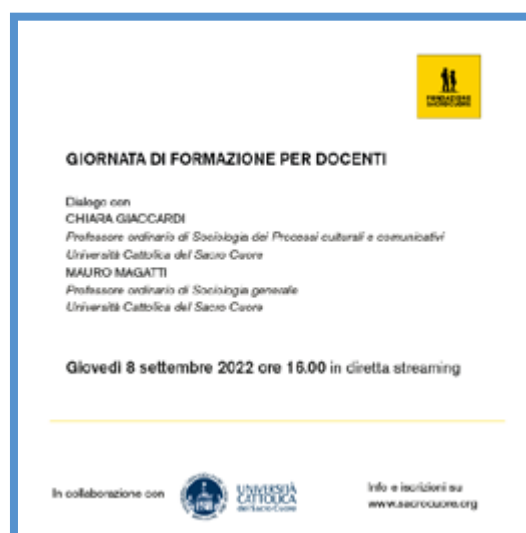 FONDAZIONE
SACRO CUORE
GIORNATA DI FORMAZIONE PER DOCENTI
Dialogo con
CHIARA GIACCARDI
Professore ordinario di Sociologia dei Processi culturali e comunicativi
Università Cattolica del Sacro Cuore
MAURO MAGATTI
Professore ordinario di Sociologia generale
Università Cattolica del Sacro Cuore
Giovedì 8 settembre 2022 ore 16.00 in diretta streaming
In collaborazione con
UNIVERSITÀ
CATTOLICA
del Sacro Cuore
Info e iscrizioni su
www.sacrocuore.org